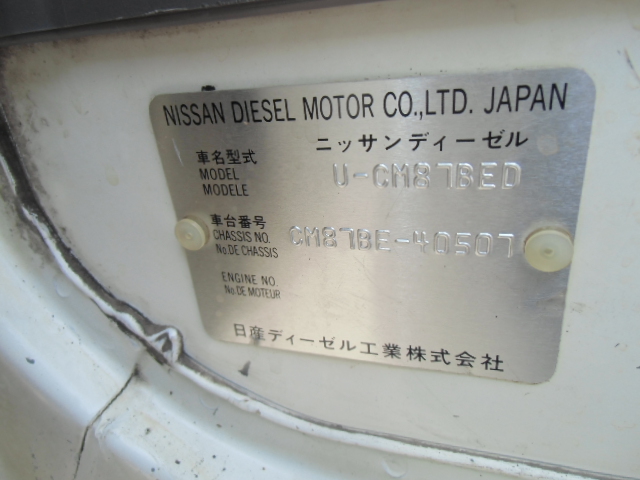 NISSAN DIESEL MOTOR CO.,LTD. JAPAN
ニッサンディーゼル
車名型式
MODEL U-CM87BED
MODELE
車台番号
CHASSIS NO. CM87BE-40507
No.DE CHASSIS
ENGINE NO.
No.DE MOTEUR
日産ディーゼル工業株式会社